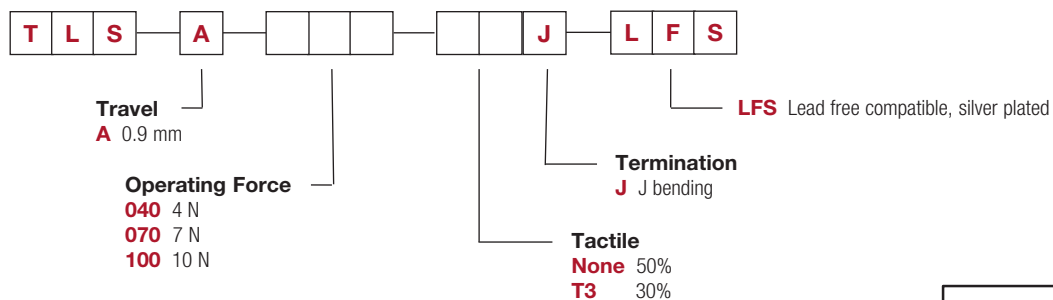 T L S A J L F S
Travel
A 0.9 mm
LFS Lead free compatible, silver plated
Termination
J J bending
Operating Force
040 4 N
070 7 N
100 10 N
Tactile
None 50%
T3 30%